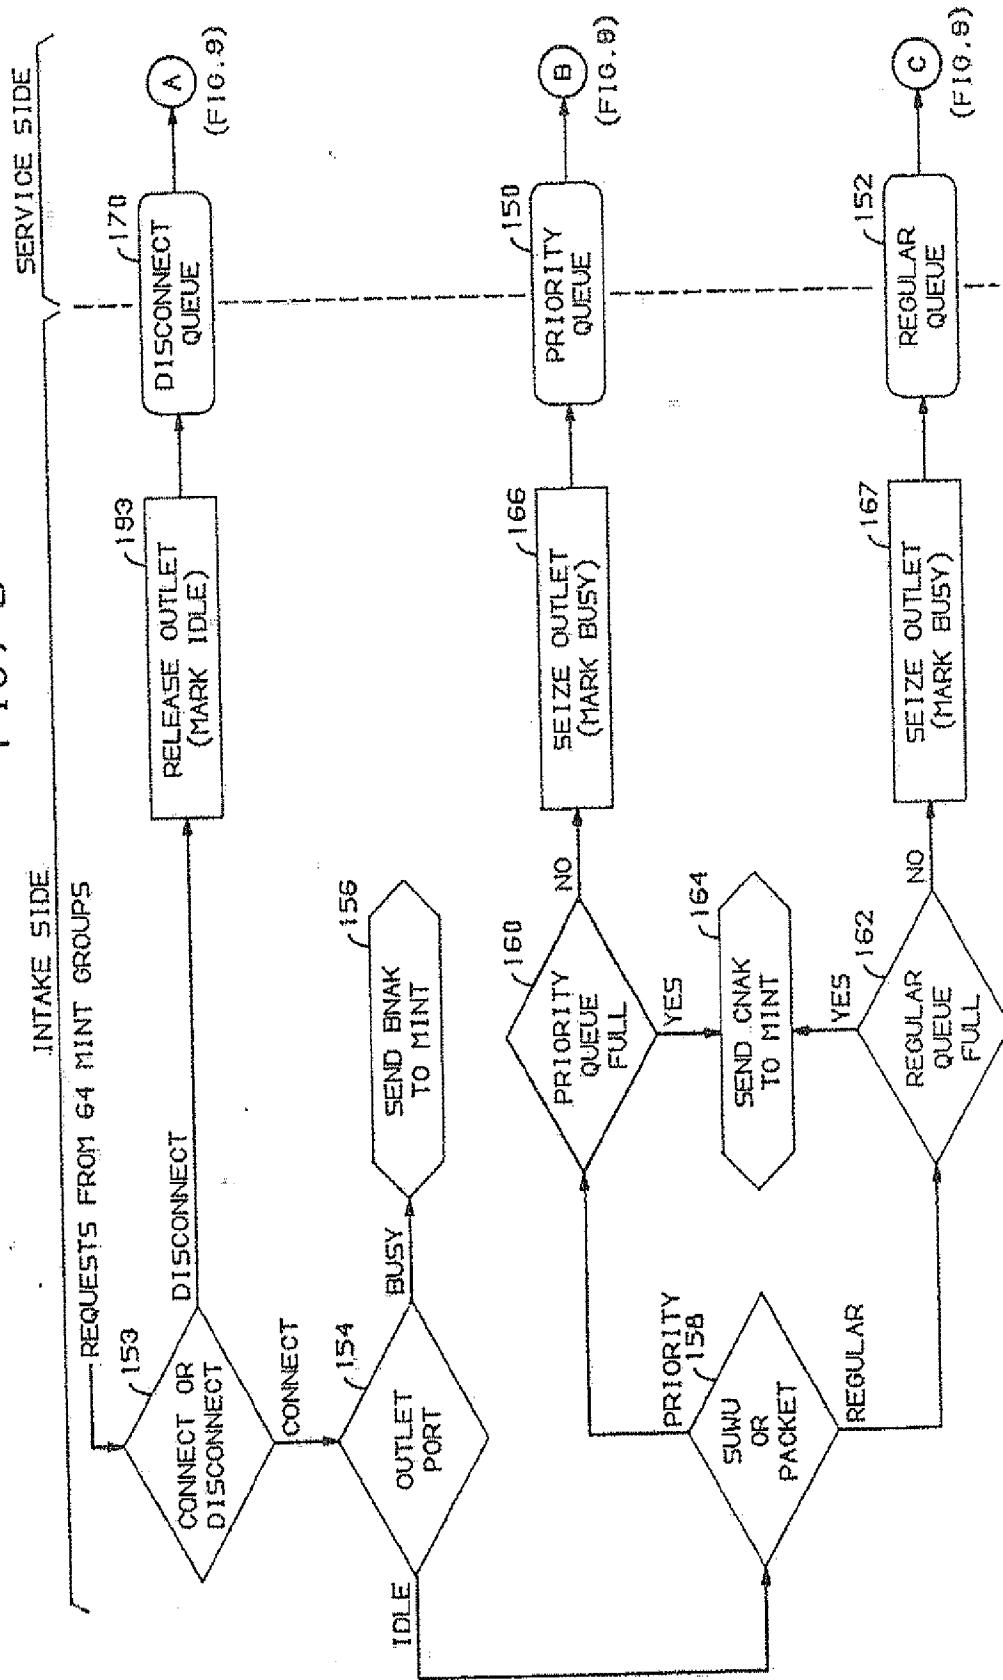 INTAKE SIDE
SERVICE SIDE
REQUESTS FROM 64 MINT GROUPS
153
CONNECT OR
DISCONNECT
DISCONNECT
193
RELEASE OUTLET
(MARK IDLE)
170
DISCONNECT
QUEUE
A
(FIG.9)
CONNECT
154
OUTLET
PORT
BUSY
156
SEND BNAK
TO MINT
IDLE
PRIORITY
158
SUWU
OR
PACKET
REGULAR
160
PRIORITY
QUEUE
FULL
NO
166
SEIZE OUTLET
(MARK BUSY)
150
PRIORITY
QUEUE
B
(FIG.9)
YES
164
SEND CNAK
TO MINT
YES
162
REGULAR
QUEUE
FULL
NO
167
SEIZE OUTLET
(MARK BUSY)
152
REGULAR
QUEUE
C
(FIG.9)